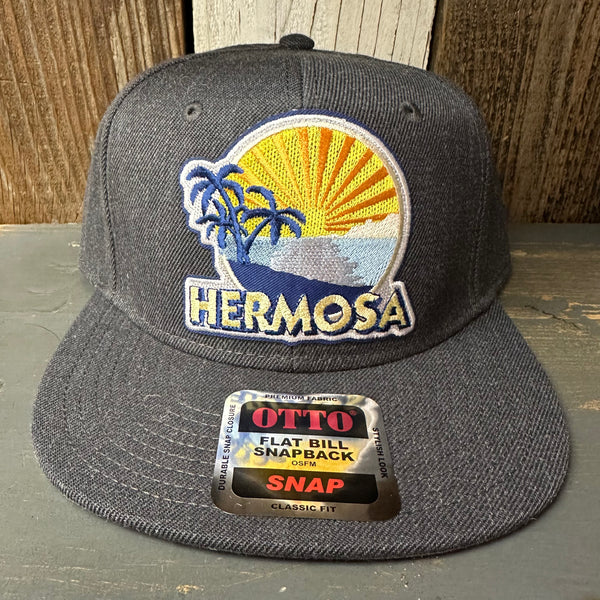 HERMOSA
PREMIUM FABRIC
DURABLE SNAP CLOSURE
OTTO®
STYLISH LOOK
FLAT BILL
SNAPBACK
OSFM
SNAP
CLASSIC FIT